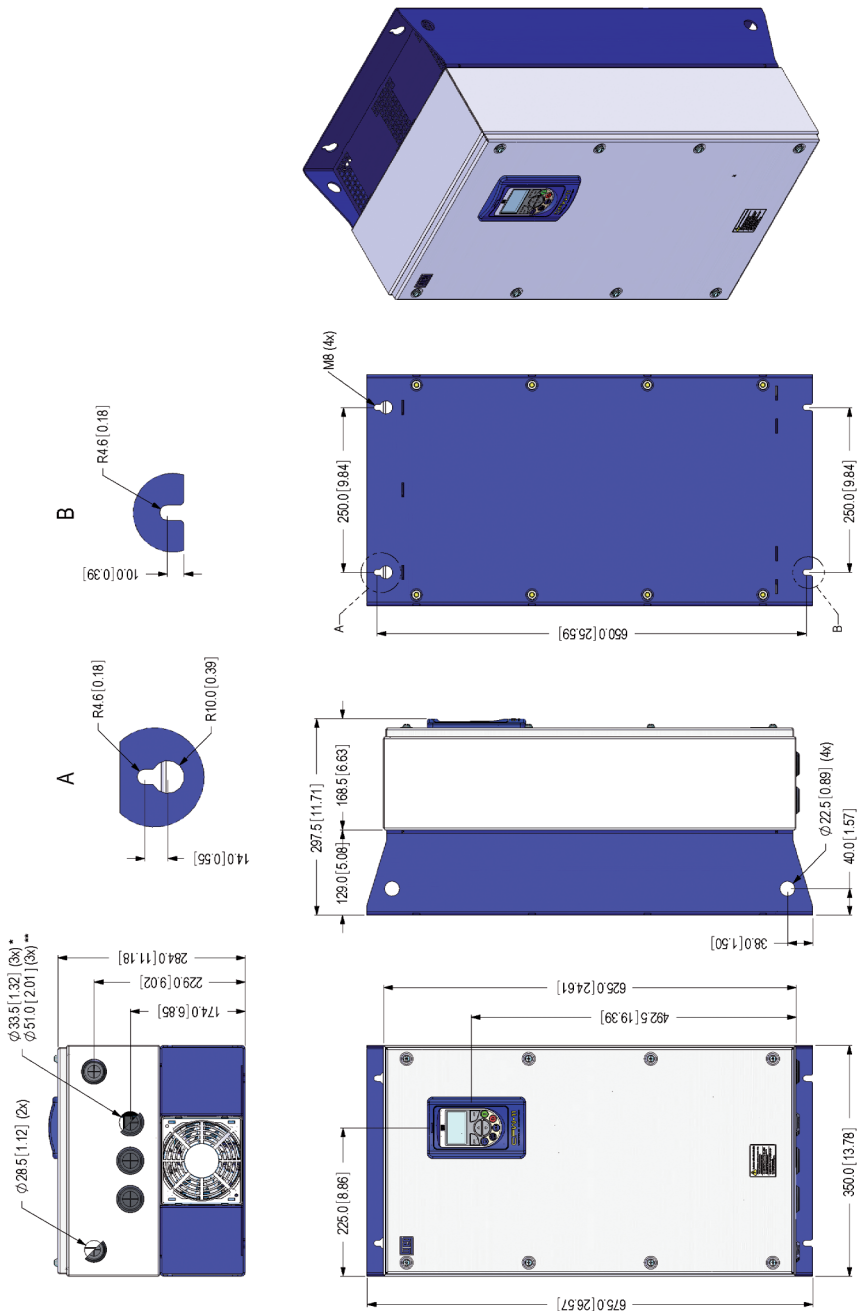 M8 (4x)
250.0 [9.84]
A
650.0 [25.59]
B
250.0 [9.84]
B
R4.6 [0.18]
10.0 [0.39]
A
R4.6 [0.18]
R10.0 [0.39]
14.0 [0.55]
297.5 [11.71]
129.0 [5.08]
168.5 [6.63]
Ø 22.5 [0.89] (4x)
40.0 [1.57]
38.0 [1.50]
Ø33.5 [1.32] (3x) *
Ø51.0 [2.01] (3x) **
Ø28.5 [1.12] (2x)
284.0 [11.18]
229.0 [9.02]
174.0 [6.85]
625.0 [24.61]
492.5 [19.39]
225.0 [8.86]
350.0 [13.78]
675.0 [26.57]